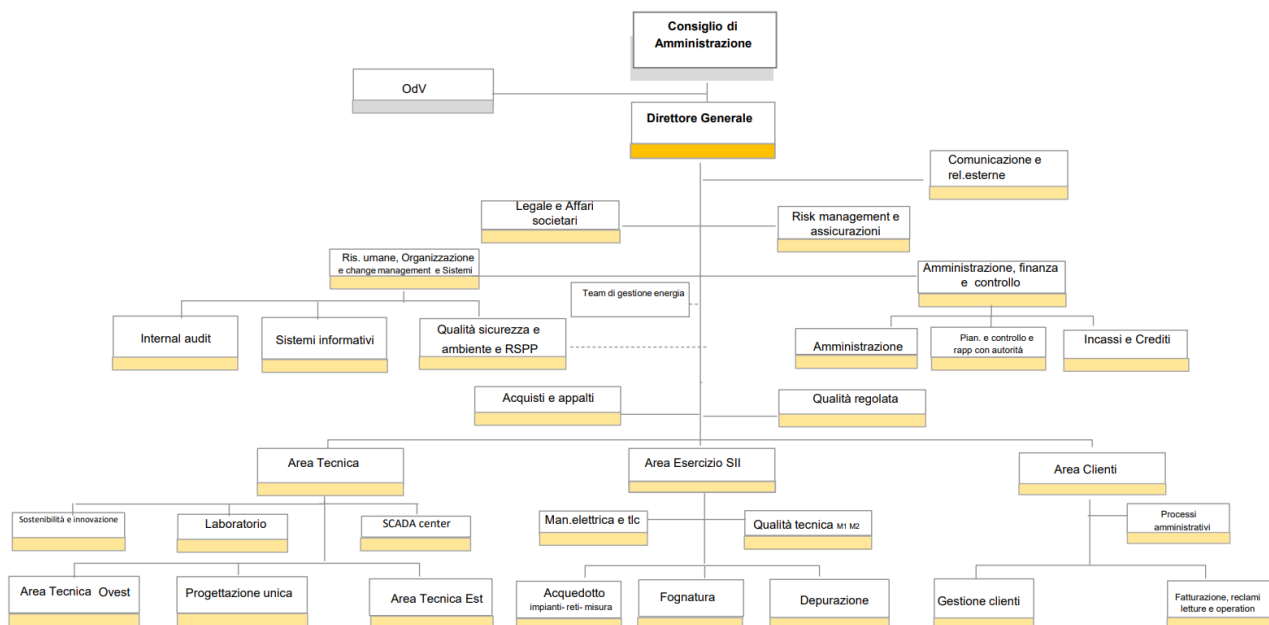 Consiglio di
Amministrazione
OdV
Direttore Generale
Comunicazione e
rel.esterne
Legale e Affari
societari
Risk management e
assicurazioni
Ris. umane, Organizzazione
e change management e Sistemi
Amministrazione, finanza
e controllo
Team di gestione energia
Internal audit
Sistemi informativi
Qualità sicurezza e
ambiente e RSPP
Amministrazione
Pian. e controllo e
rapp con autorità
Incassi e Crediti
Acquisti e appalti
Qualità regolata
Area Tecnica
Area Esercizio SII
Area Clienti
Sostenibilità e innovazione
Laboratorio
SCADA center
Man.elettrica e tlc
Qualità tecnica M1 M2
Processi
amministrativi
Area Tecnica Ovest
Progettazione unica
Area Tecnica Est
Acquedotto
impianti- reti- misura
Fognatura
Depurazione
Gestione clienti
Fatturazione, reclami
letture e operation